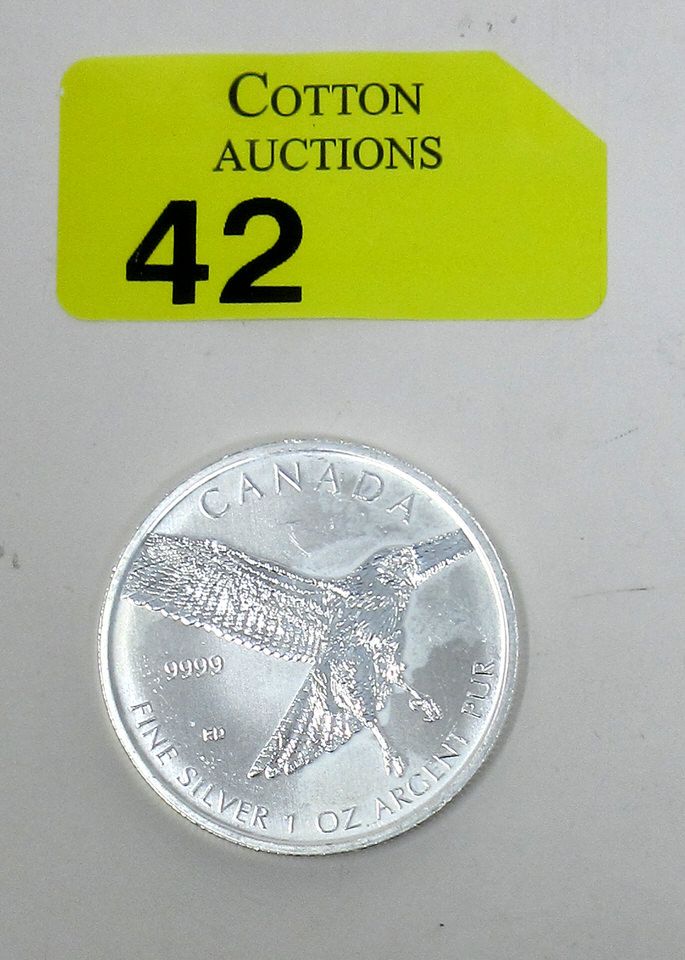 COTTON
AUCTIONS
42
CANADA
9999
FINE SILVER 1 OZ ARGENT PUR